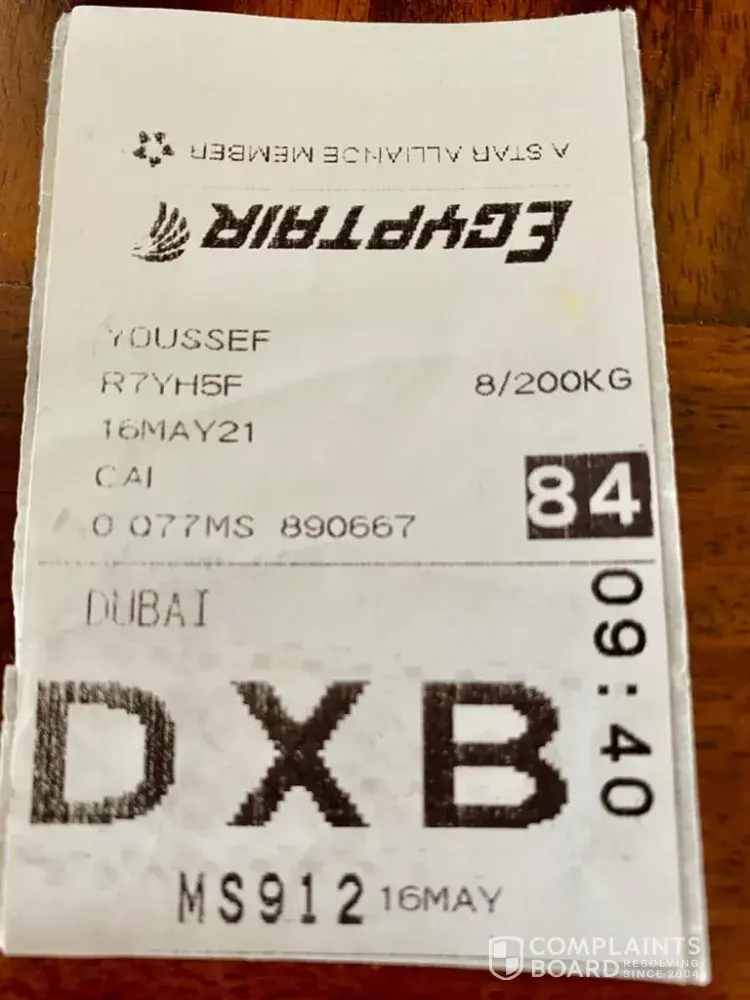 A STAR ALLIANCE MEMBER
EGYPTAIR
YOUSSEF
R7YH5F 8/200KG
16MAY21
CAI
84
0 077MS 890667
09:40
DUBAI
DXB
MS912 16MAY
COMPLAINTS
BOARD RESOLVING
SINCE 2004